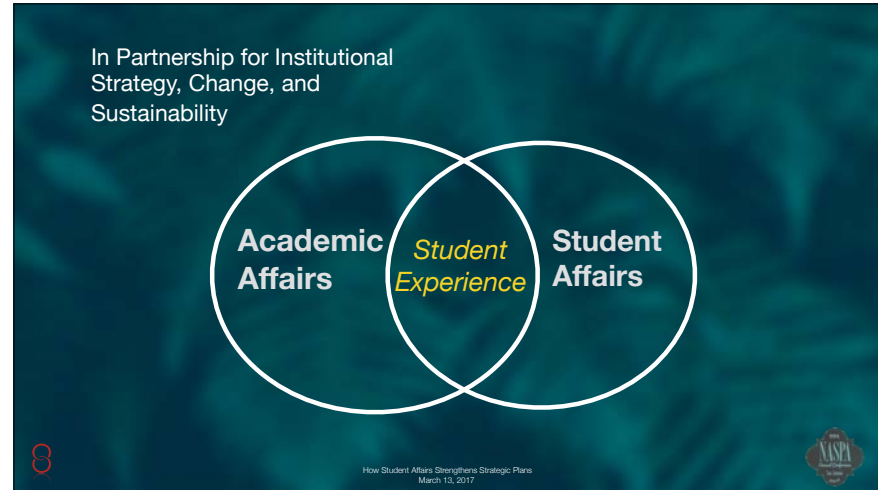 In Partnership for Institutional
Strategy, Change, and
Sustainability
Academic
Affairs
Student
Experience
Student
Affairs
How Student Affairs Strengthens Strategic Plans
March 13, 2017
NASPA